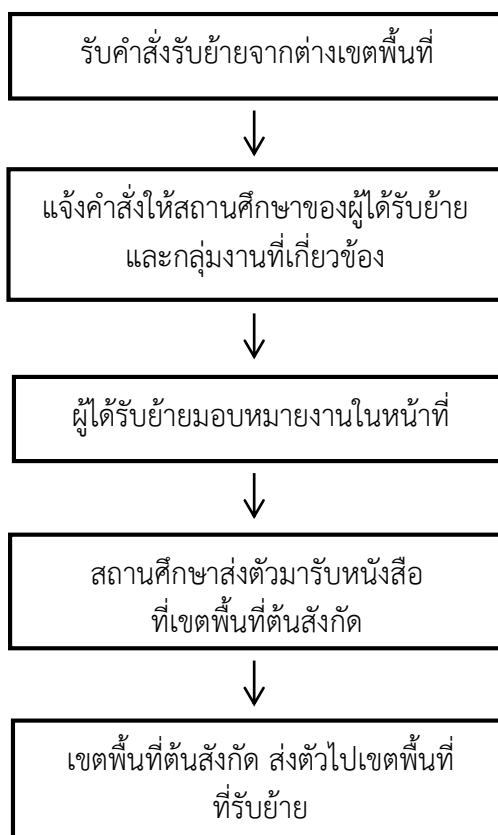 รับคำสั่งรับย้ายจากต่างเขตพื้นที่
แจ้งคำสั่งให้สถานศึกษาของผู้ได้รับย้าย
และกลุ่มงานที่เกี่ยวข้อง
ผู้ได้รับย้ายมอบหมายงานในหน้าที่
สถานศึกษาส่งตัวมารับหนังสือ
ที่เขตพื้นที่ต้นสังกัด
เขตพื้นที่ต้นสังกัด ส่งตัวไปเขตพื้นที่
ที่รับย้าย